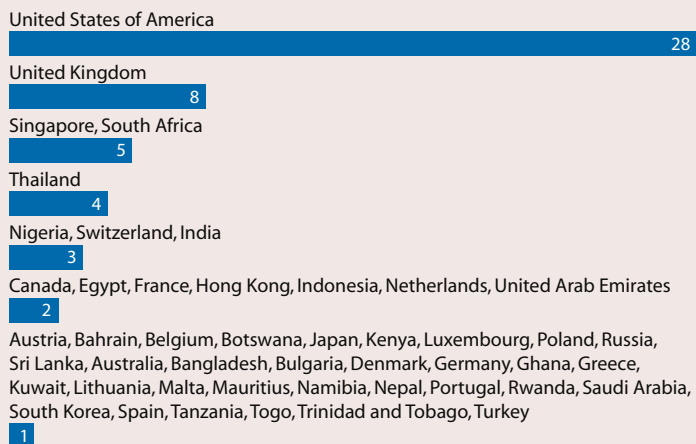 United States of America
28
United Kingdom
8
Singapore, South Africa
5
Thailand
4
Nigeria, Switzerland, India
3
Canada, Egypt, France, Hong Kong, Indonesia, Netherlands, United Arab Emirates
2
Austria, Bahrain, Belgium, Botswana, Japan, Kenya, Luxembourg, Poland, Russia,
Sri Lanka, Australia, Bangladesh, Bulgaria, Denmark, Germany, Ghana, Greece,
Kuwait, Lithuania, Malta, Mauritius, Namibia, Nepal, Portugal, Rwanda, Saudi Arabia,
South Korea, Spain, Tanzania, Togo, Trinidad and Tobago, Turkey
1